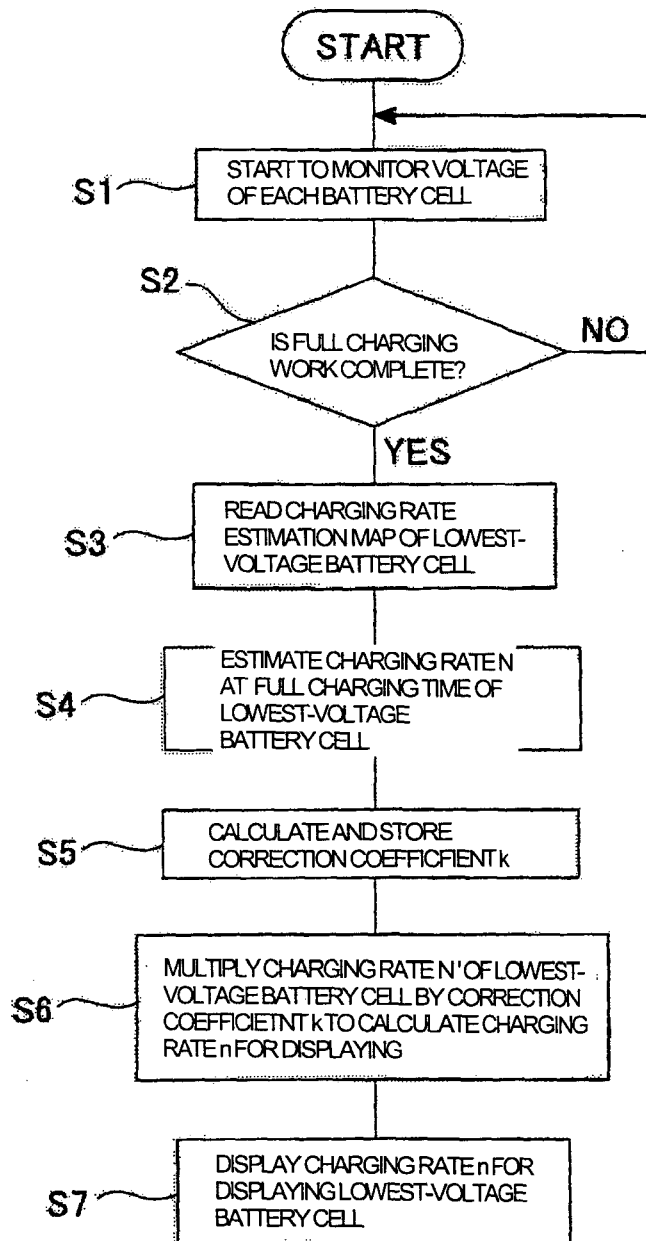 START
S1
START TO MONITOR VOLTAGE
OF EACH BATTERY CELL
S2
IS FULL CHARGING
WORK COMPLETE?
NO
YES
S3
READ CHARGING RATE
ESTIMATION MAP OF LOWEST-
VOLTAGE BATTERY CELL
S4
ESTIMATE CHARGING RATE N
AT FULL CHARGING TIME OF
LOWEST-VOLTAGE
BATTERY CELL
S5
CALCULATE AND STORE
CORRECTION COEFFICFIENT k
S6
MULTIPLY CHARGING RATE N' OF LOWEST-
VOLTAGE BATTERY CELL BY CORRECTION
COEFFICIETNT k TO CALCULATE CHARGING
RATE n FOR DISPLAYING
S7
DISPLAY CHARGING RATE n FOR
DISPLAYING LOWEST-VOLTAGE
BATTERY CELL